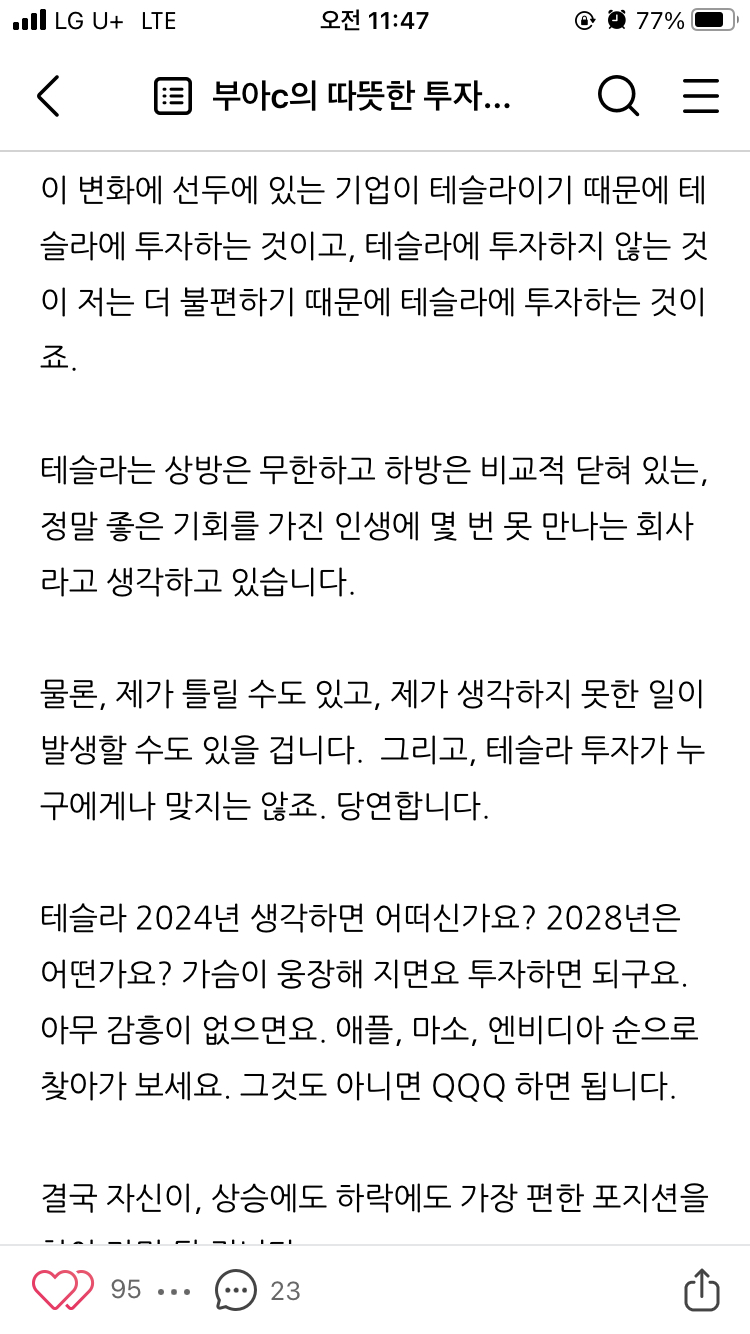 LG U+ LTE 오전 11:47 77%
부아c의 따뜻한 투자...
이 변화에 선두에 있는 기업이 테슬라이기 때문에 테
슬라에 투자하는 것이고, 테슬라에 투자하지 않는 것
이 저는 더 불편하기 때문에 테슬라에 투자하는 것이
죠.
테슬라는 상방은 무한하고 하방은 비교적 닫혀 있는,
정말 좋은 기회를 가진 인생에 몇 번 못 만나는 회사
라고 생각하고 있습니다.
물론, 제가 틀릴 수도 있고, 제가 생각하지 못한 일이
발생할 수도 있을 겁니다. 그리고, 테슬라 투자가 누
구에게나 맞지는 않죠. 당연합니다.
테슬라 2024년 생각하면 어떠신가요? 2028년은
어떤가요? 가슴이 웅장해 지면요 투자하면 되구요.
아무 감흥이 없으면요. 애플, 마소, 엔비디아 순으로
찾아가 보세요. 그것도 아니면 QQQ 하면 됩니다.
결국 자신이, 상승에도 하락에도 가장 편한 포지션을
95 ... 23